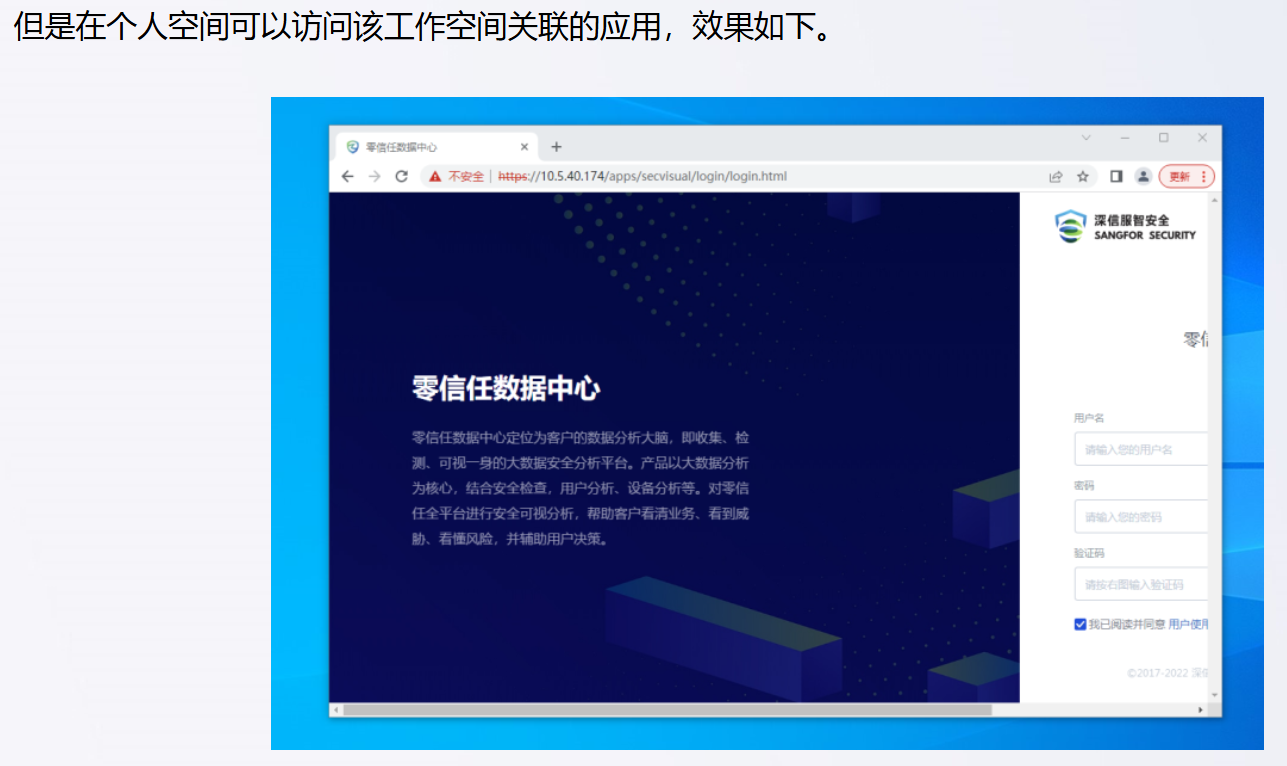 但是在个人空间可以访问该工作空间关联的应用，效果如下。
零信任数据中心
不安全 | https://10.5.40.174/apps/secvisual/login/login.html
更新
深信服智安全
SANGFOR SECURITY
零信任数据中心
零信任数据中心定位为客户的数据分析大脑，即收集、检
测、可视一身的大数据安全分析平台。产品以大数据分析
为核心，结合安全检查，用户分析、设备分析等。对零信
任全平台进行安全可视分析，帮助客户看清业务、看到威
胁、看懂风险，并辅助用户决策。
零信
用户名
请输入您的用户名
密码
请输入您的密码
验证码
请按右图输入验证码
我已阅读并同意 用户使用
©2017-2022 深信